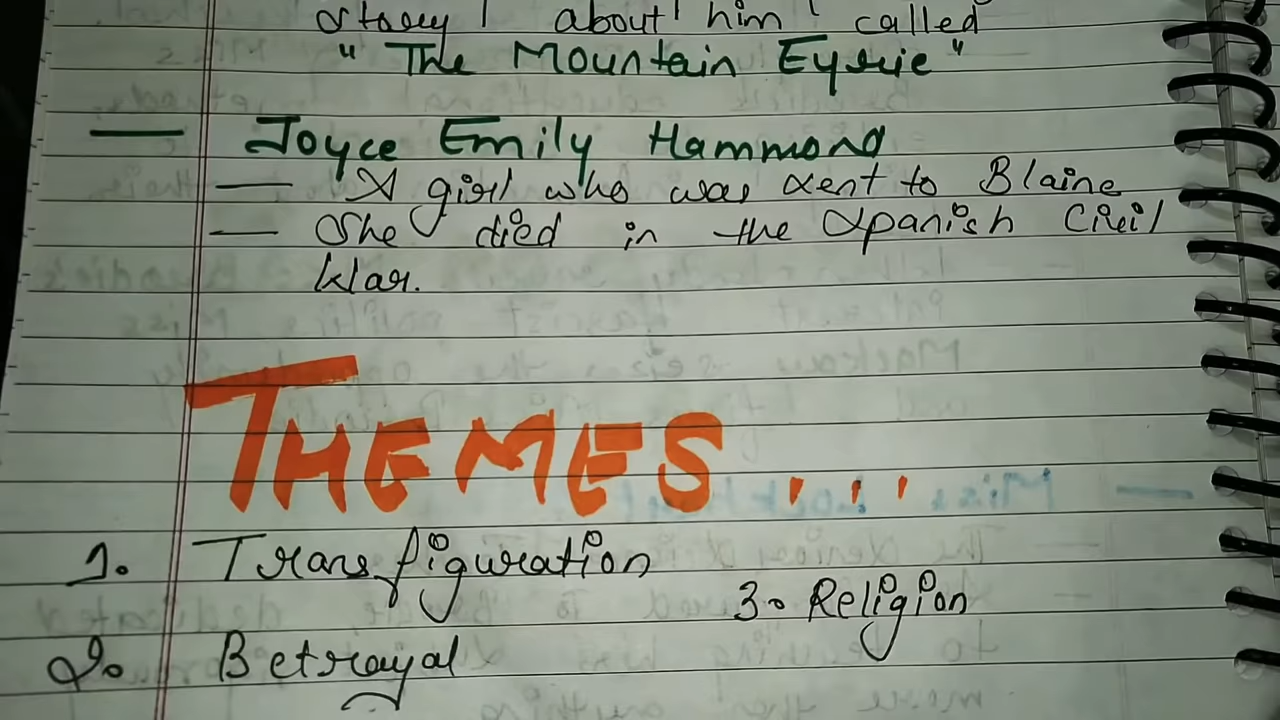 story about him called
" The Mountain Eyrie "
— Joyce Emily Hammond
— A girl who was sent to Blaine
— She died in the Spanish Civil
War.
THEMES...
1. Transfiguration
3. Religion
2. Betrayal